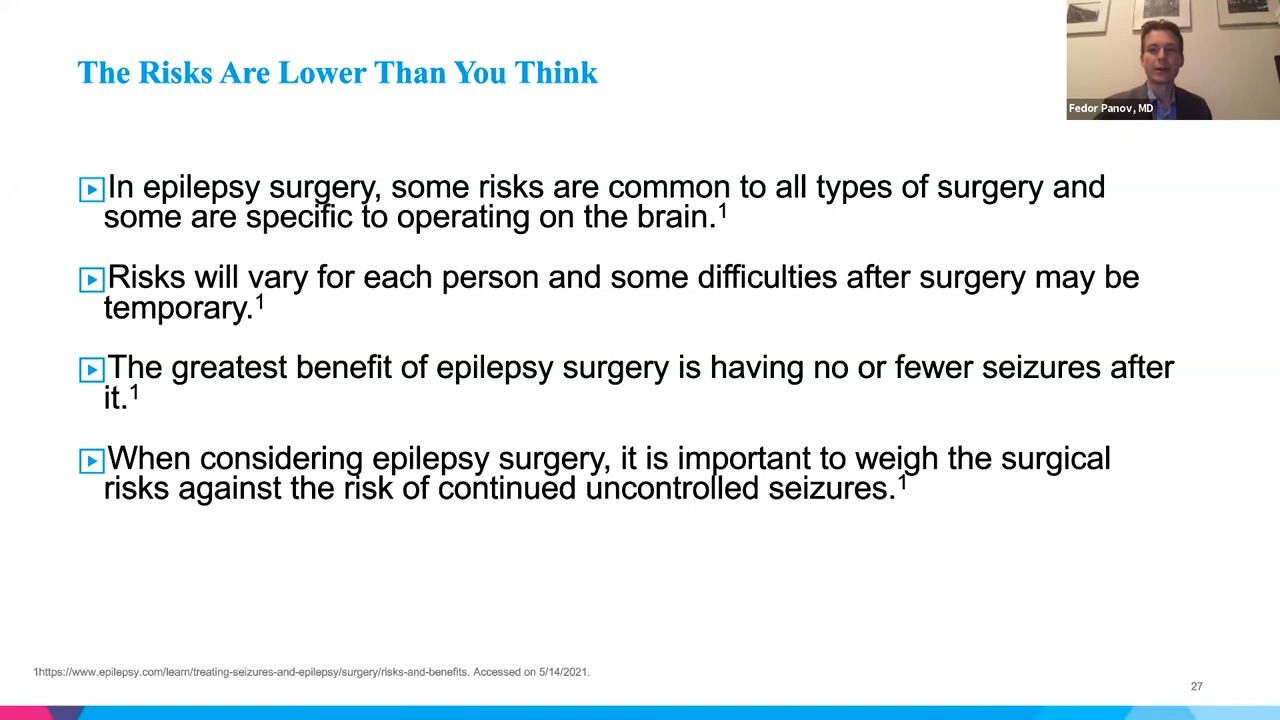 The Risks Are Lower Than You Think
Fedor Panov, MD
In epilepsy surgery, some risks are common to all types of surgery and
some are specific to operating on the brain.1
Risks will vary for each person and some difficulties after surgery may be
temporary.1
The greatest benefit of epilepsy surgery is having no or fewer seizures after
it.1
When considering epilepsy surgery, it is important to weigh the surgical
risks against the risk of continued uncontrolled seizures.1
1https://www.epilepsy.com/learn/treating-seizures-and-epilepsy/surgery/risks-and-benefits. Accessed on 5/14/2021.
27